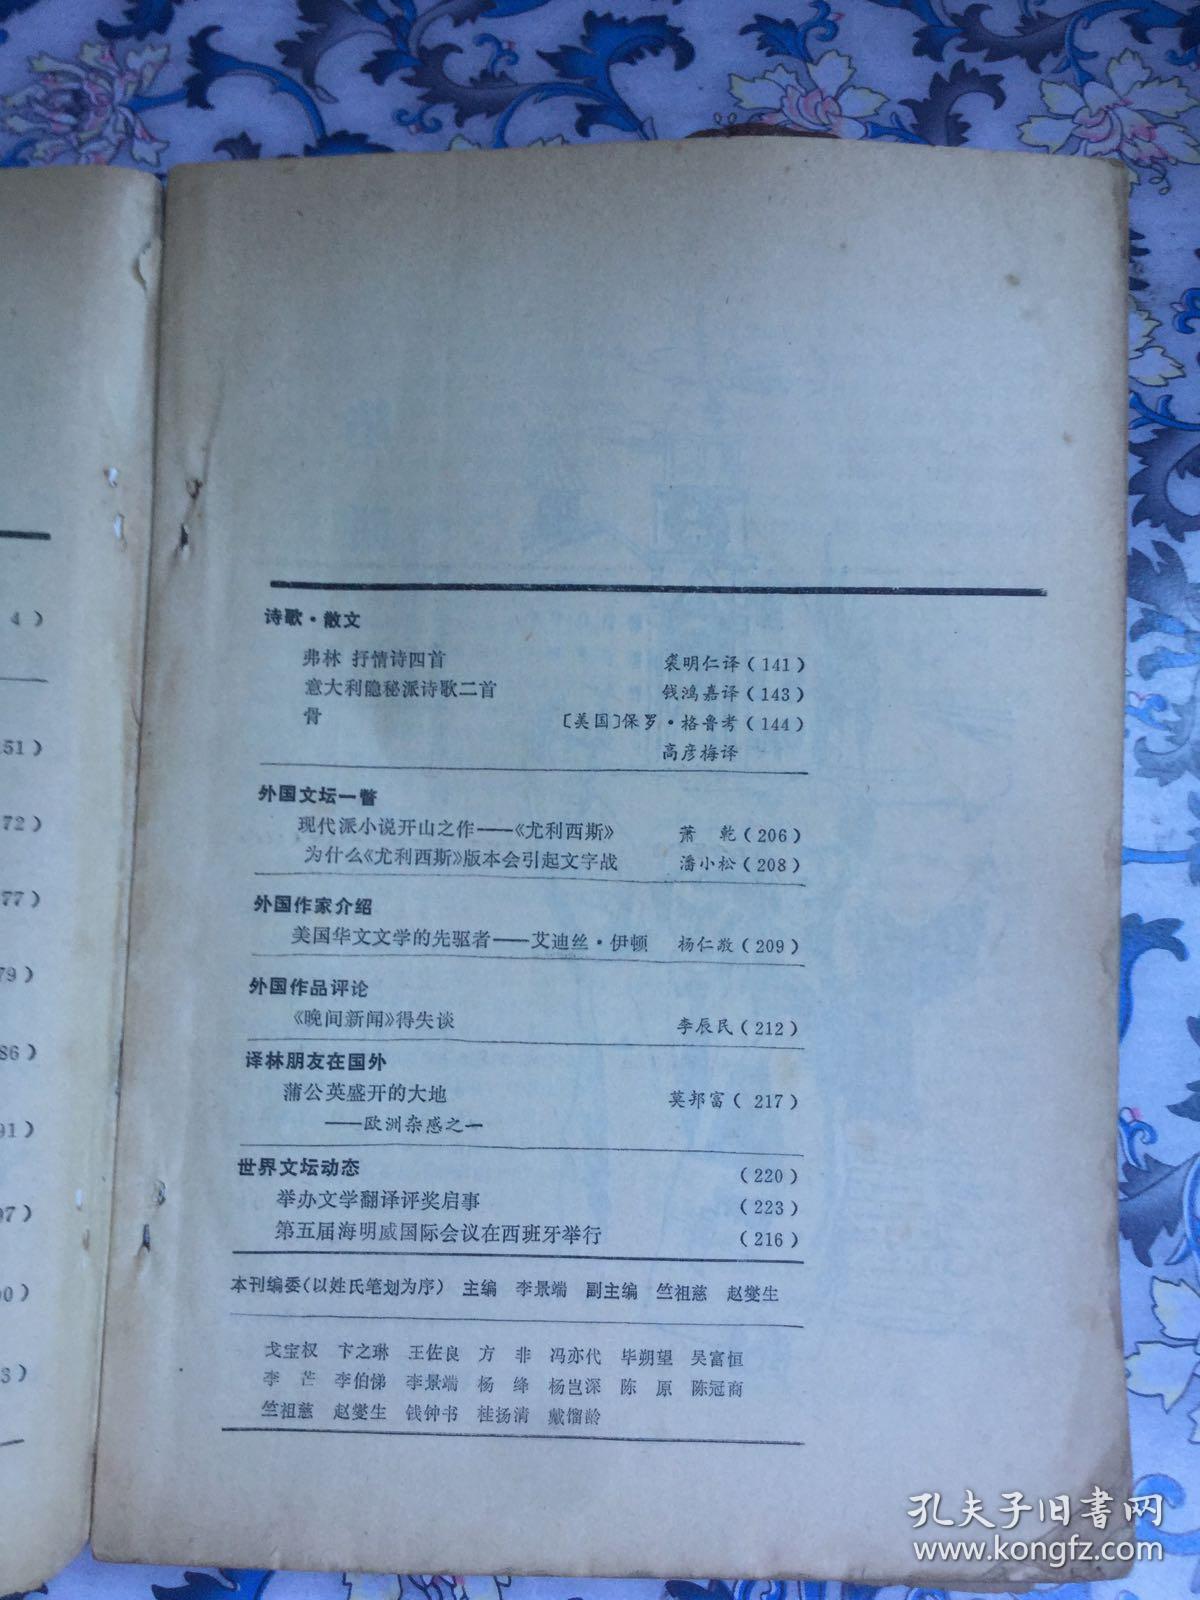 4）
51）
72）
77）
79）
86）
91）
97）
00）
3）
诗歌·散文
弗林 抒情诗四首 裘明仁译（141）
意大利隐秘派诗歌二首 钱鸿嘉译（143）
骨 〔美国〕保罗·格鲁考（144）
高彦梅译
外国文坛一瞥
现代派小说开山之作——《尤利西斯》 萧 乾（206）
为什么《尤利西斯》版本会引起文字战 潘小松（208）
外国作家介绍
美国华文文学的先驱者——艾迪丝·伊顿 杨仁敬（209）
外国作品评论
《晚间新闻》得失谈 李辰民（212）
译林朋友在国外
蒲公英盛开的大地 莫邦富（217）
——欧洲杂感之一
世界文坛动态 （220）
举办文学翻译评奖启事 （223）
第五届海明威国际会议在西班牙举行 （216）
本刊编委（以姓氏笔划为序） 主编 李景端 副主编 竺祖慈 赵燮生
戈宝权 卞之琳 王佐良 方 非 冯亦代 毕朔望 吴富恒
李 芒 李伯悌 李景端 杨 绛 杨岂深 陈 原 陈冠商
竺祖慈 赵燮生 钱钟书 桂扬清 戴馏龄
孔夫子旧书网
www.kongfz.com